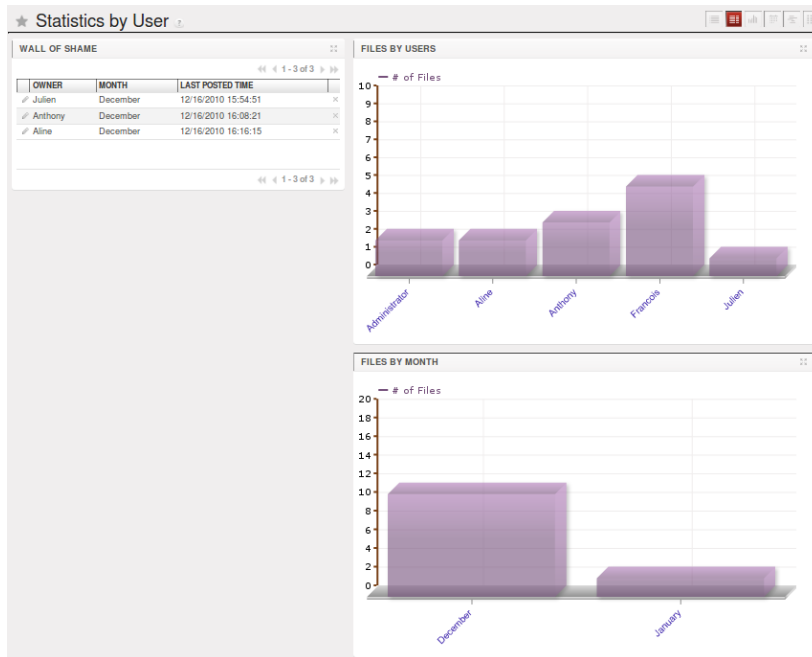 Statistics by User
WALL OF SHAME
1 - 3 of 3
OWNER MONTH LAST POSTED TIME
Julien December 12/16/2010 15:54:51
Anthony December 12/16/2010 16:08:21
Aline December 12/16/2010 16:16:15
1 - 3 of 3
FILES BY USERS
# of Files
10
9
8
7
6
5
4
3
2
1
0
Administrator Aline Anthony Francois Julien
FILES BY MONTH
# of Files
20
18
16
14
12
10
8
6
4
2
0
December January